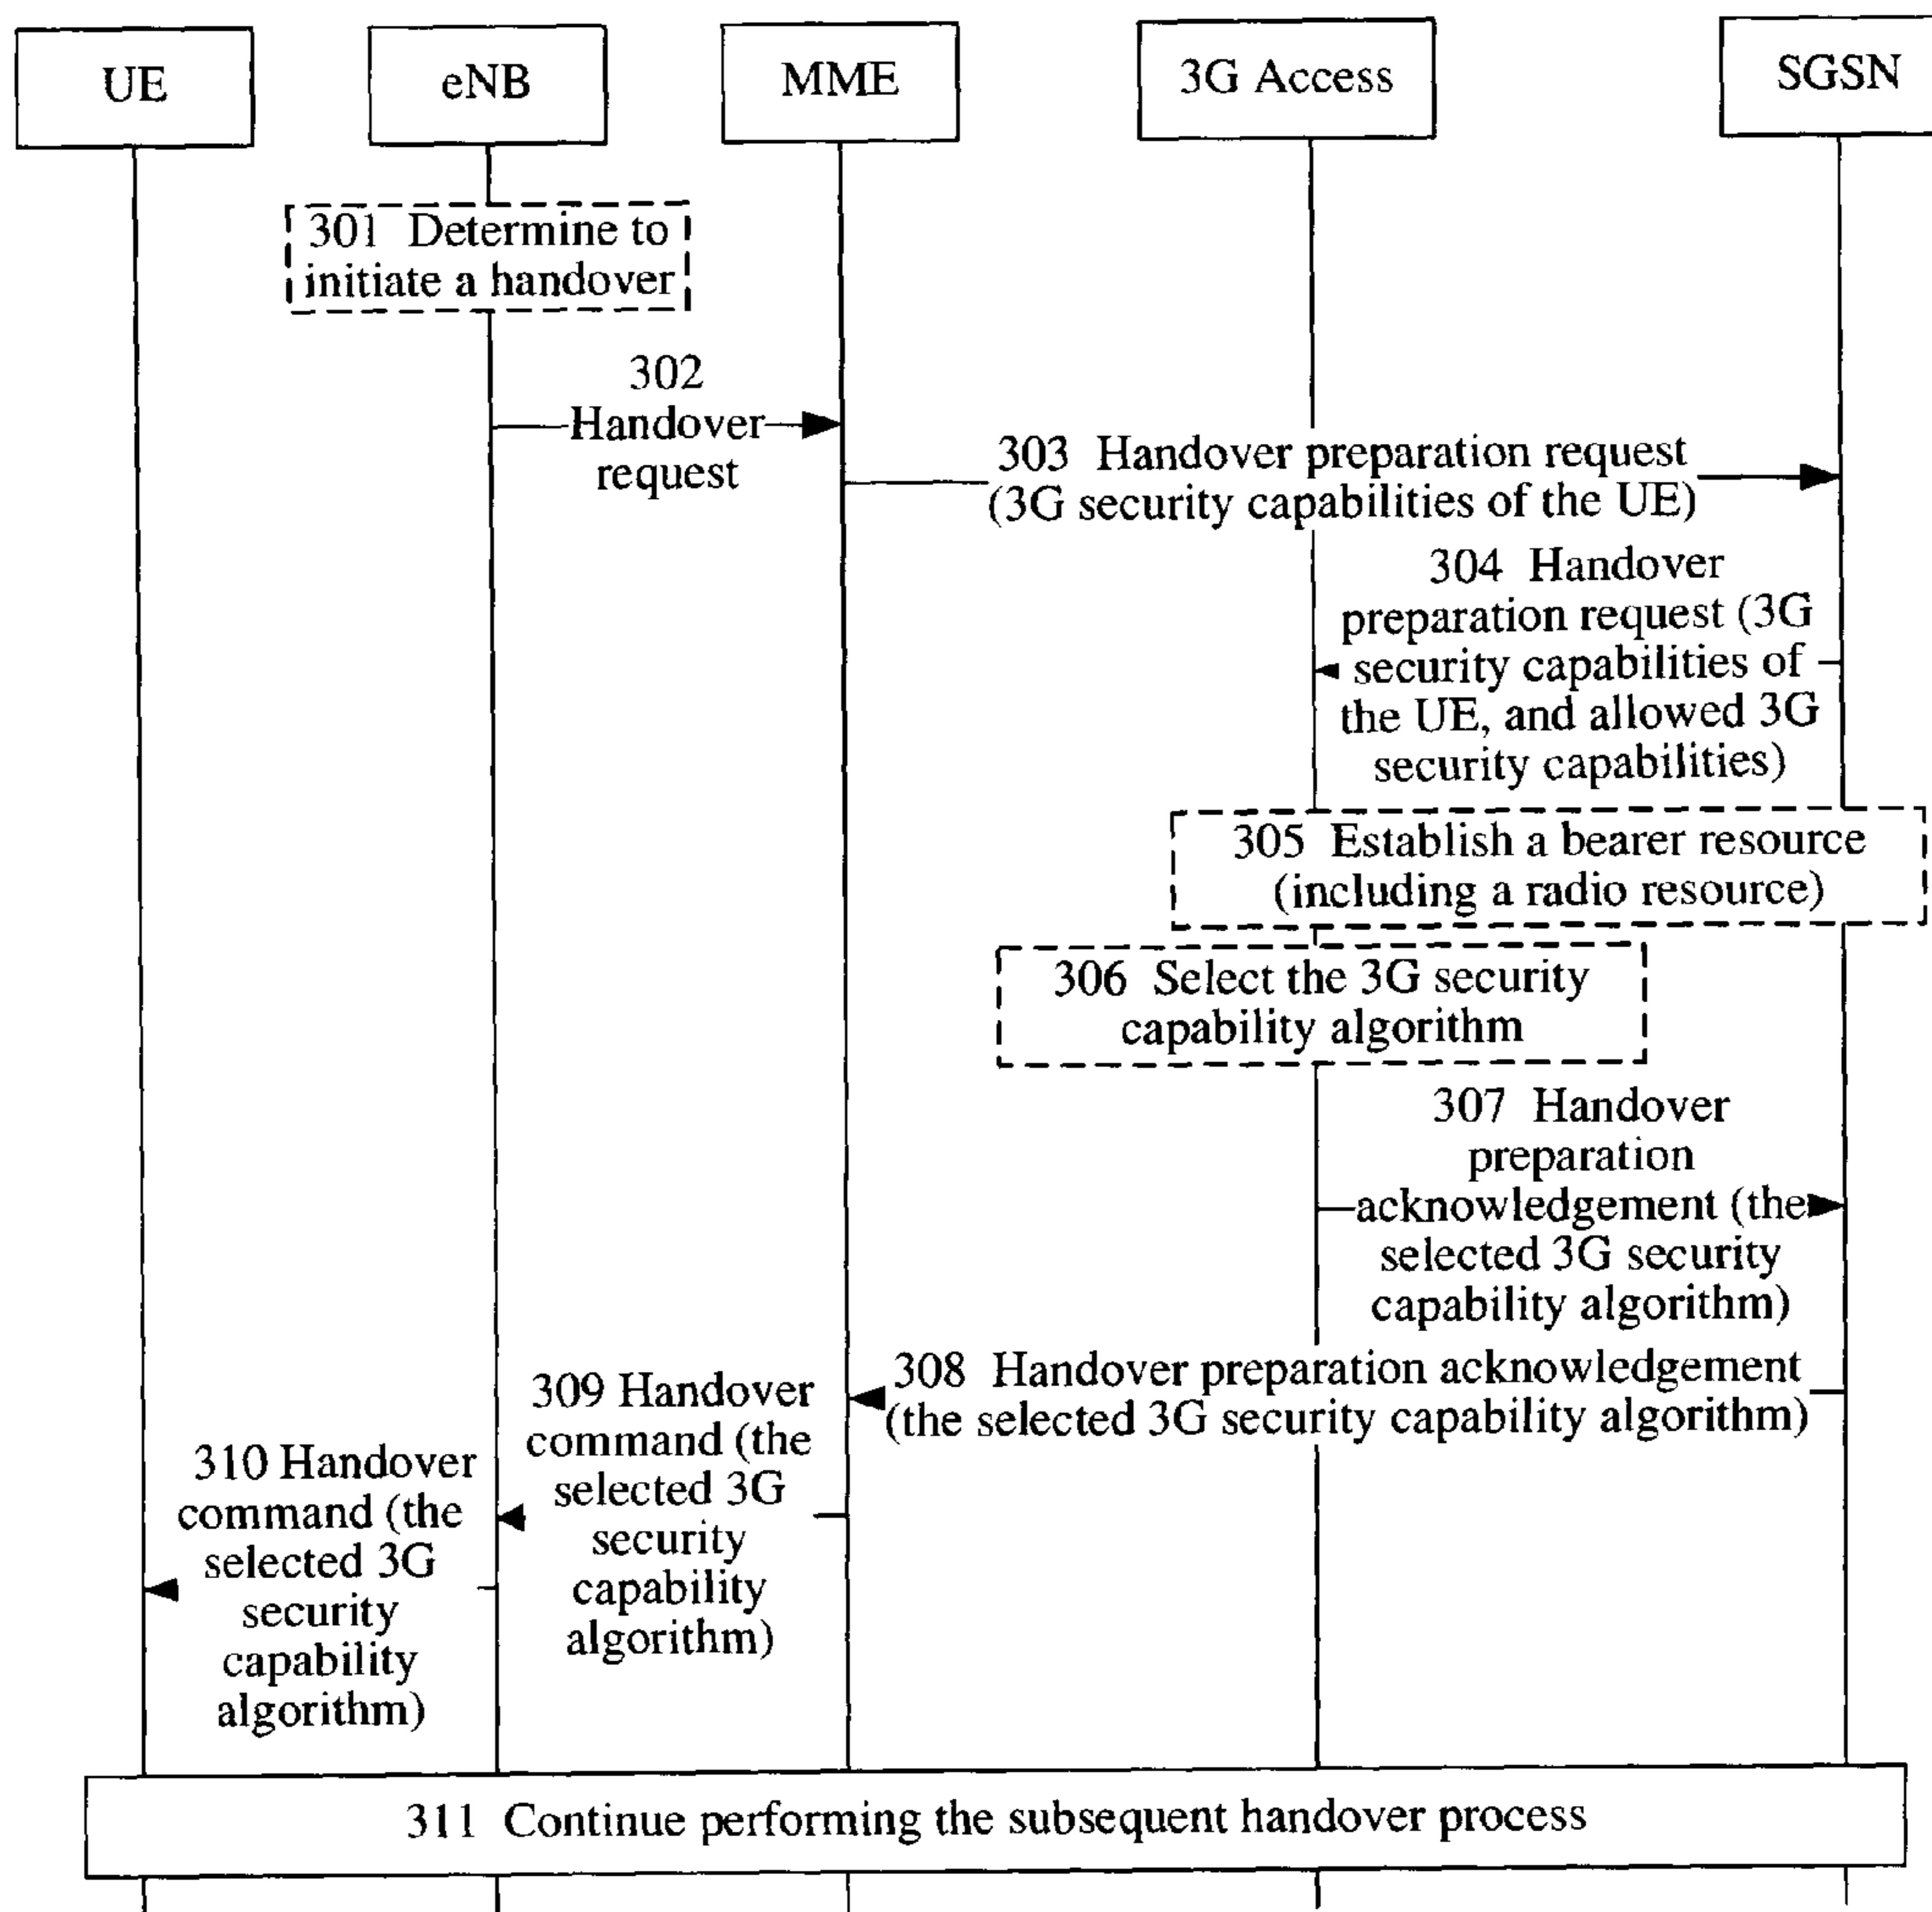 UE
eNB
MME
3G Access
SGSN
301 Determine to
initiate a handover
302
Handover
request
303 Handover preparation request
(3G security capabilities of the UE)
304 Handover
preparation request (3G
security capabilities of
the UE, and allowed 3G
security capabilities)
305 Establish a bearer resource
(including a radio resource)
306 Select the 3G security
capability algorithm
307 Handover
preparation
acknowledgement (the
selected 3G security
capability algorithm)
308 Handover preparation acknowledgement
(the selected 3G security capability algorithm)
309 Handover
command (the
selected 3G
security
capability
algorithm)
310 Handover
command (the
selected 3G
security
capability
algorithm)
311 Continue performing the subsequent handover process